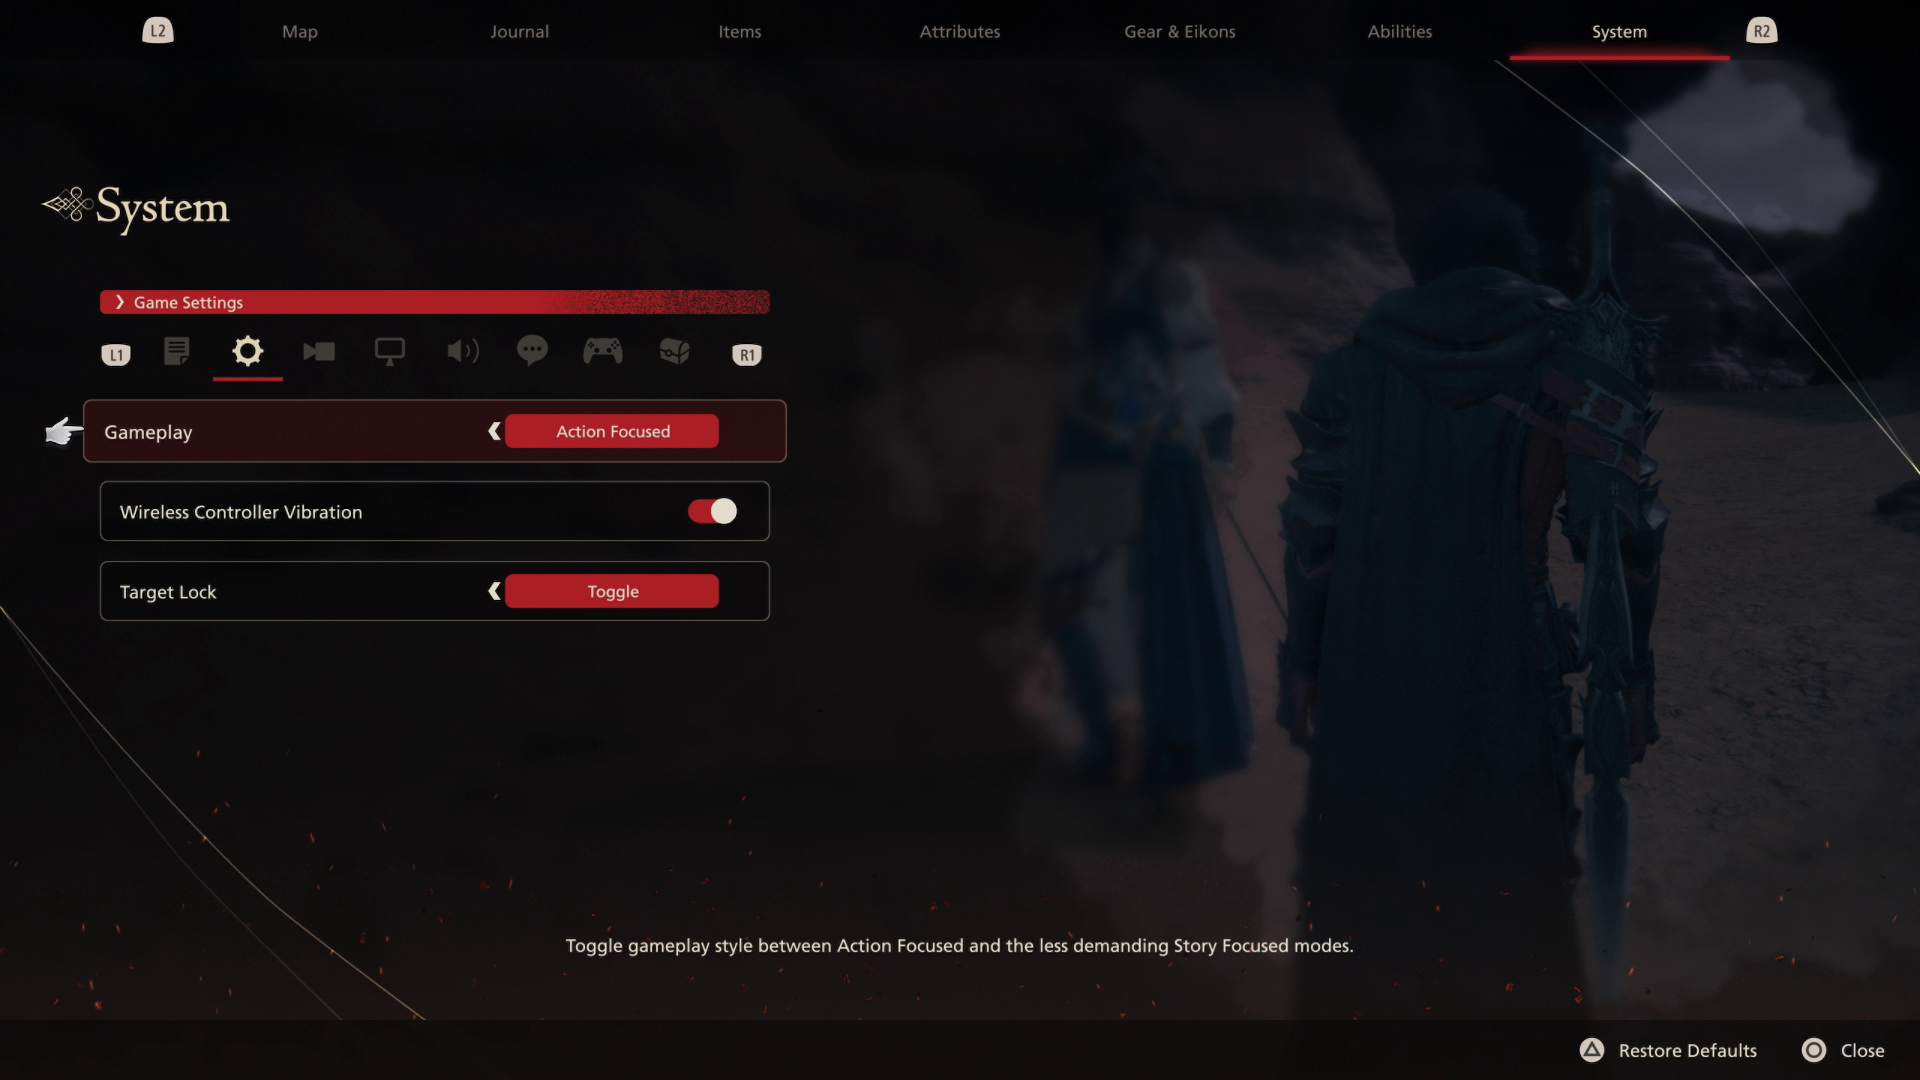 L2 Map Journal Items Attributes Gear & Eikons Abilities System R2
System
Game Settings
L1 R1
Gameplay Action Focused
Wireless Controller Vibration
Target Lock Toggle
Toggle gameplay style between Action Focused and the less demanding Story Focused modes.
Restore Defaults Close